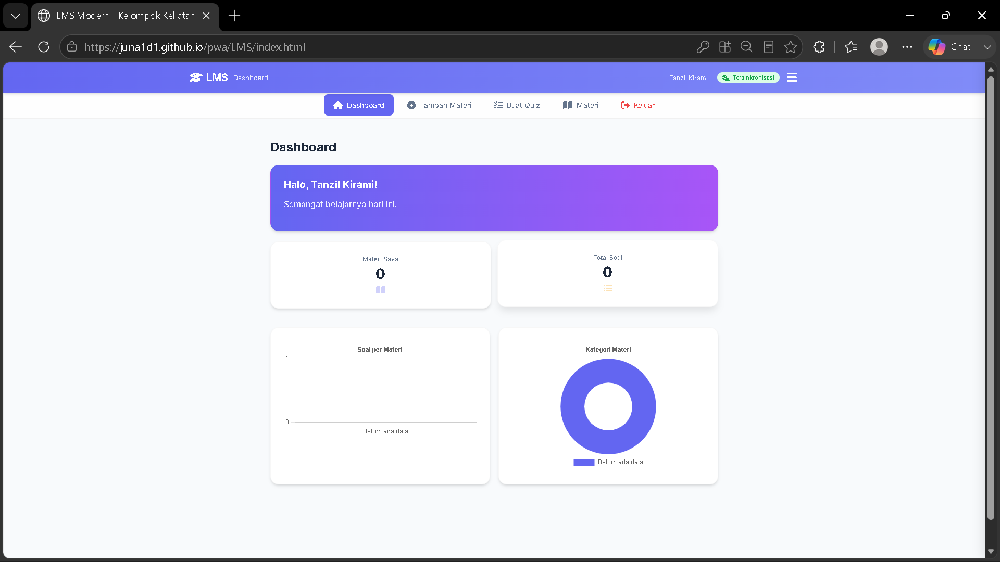 LMS Modern - Kelompok Keliatan
https://juna1d1.github.io/pwa/LMS/index.html
Chat
LMS Dashboard
Tanzil Kirami
Tersinkronisasi
Dashboard
Tambah Materi
Buat Quiz
Materi
Keluar
Dashboard
Halo, Tanzil Kirami!
Semangat belajarnya hari ini!
Materi Saya
0
Total Soal
0
Soal per Materi
1
0
Belum ada data
Kategori Materi
Belum ada data